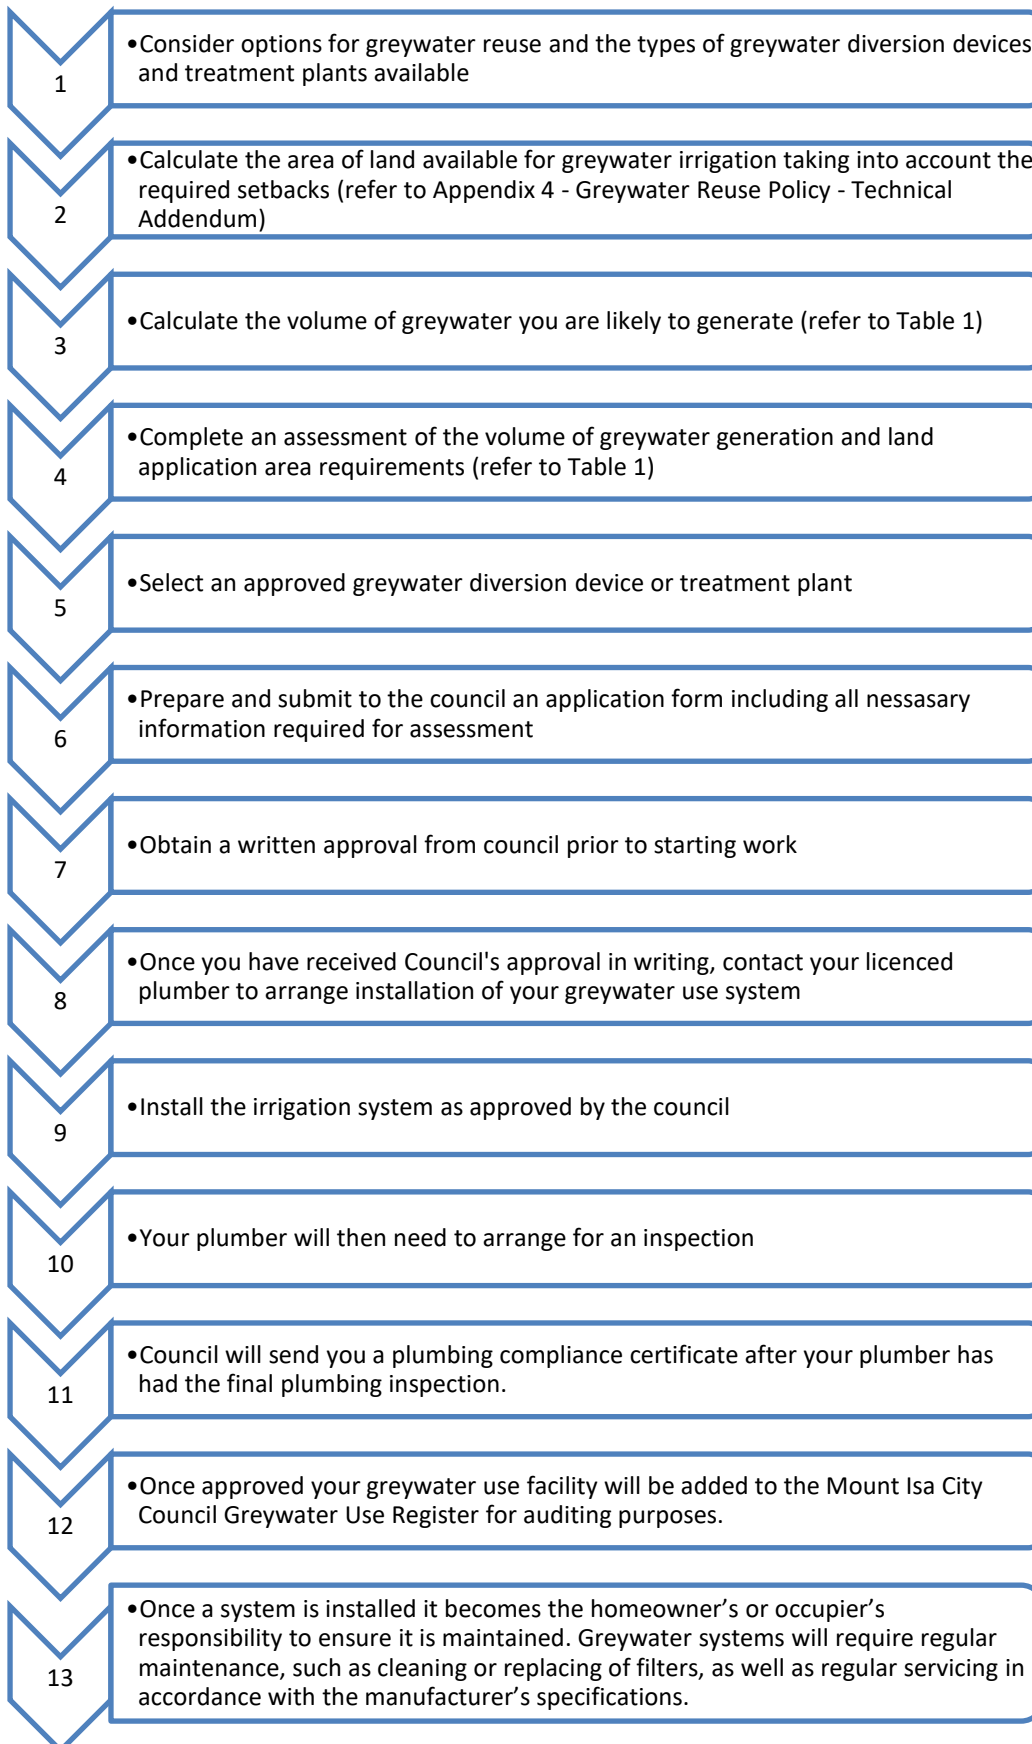 •Consider options for greywater reuse and the types of greywater diversion devices
and treatment plants available
1
•Calculate the area of land available for greywater irrigation taking into account the
required setbacks (refer to Appendix 4 - Greywater Reuse Policy - Technical
Addendum)
2
•Calculate the volume of greywater you are likely to generate (refer to Table 1)
3
•Complete an assessment of the volume of greywater generation and land
application area requirements (refer to Table 1)
4
•Select an approved greywater diversion device or treatment plant
5
•Prepare and submit to the council an application form including all nessasary
information required for assessment
6
•Obtain a written approval from council prior to starting work
7
•Once you have received Council's approval in writing, contact your licenced
plumber to arrange installation of your greywater use system
8
•Install the irrigation system as approved by the council
9
•Your plumber will then need to arrange for an inspection
10
•Council will send you a plumbing compliance certificate after your plumber has
had the final plumbing inspection.
11
•Once approved your greywater use facility will be added to the Mount Isa City
Council Greywater Use Register for auditing purposes.
12
•Once a system is installed it becomes the homeowner’s or occupier’s
responsibility to ensure it is maintained. Greywater systems will require regular
maintenance, such as cleaning or replacing of filters, as well as regular servicing in
accordance with the manufacturer’s specifications.
13